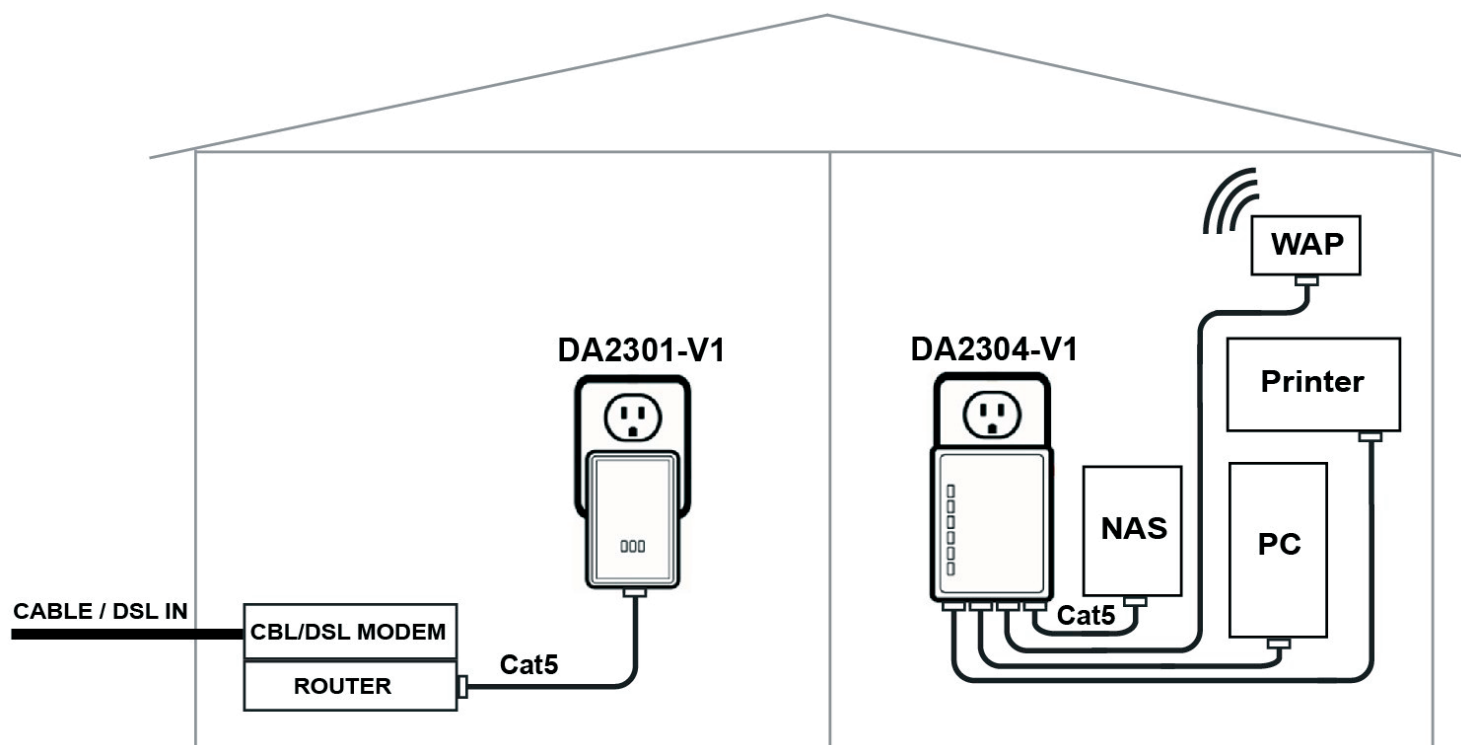 WAP
DA2301-V1
DA2304-V1
Printer
NAS
PC
CABLE / DSL IN
CBL/DSL MODEM
Cat5
Cat5
ROUTER